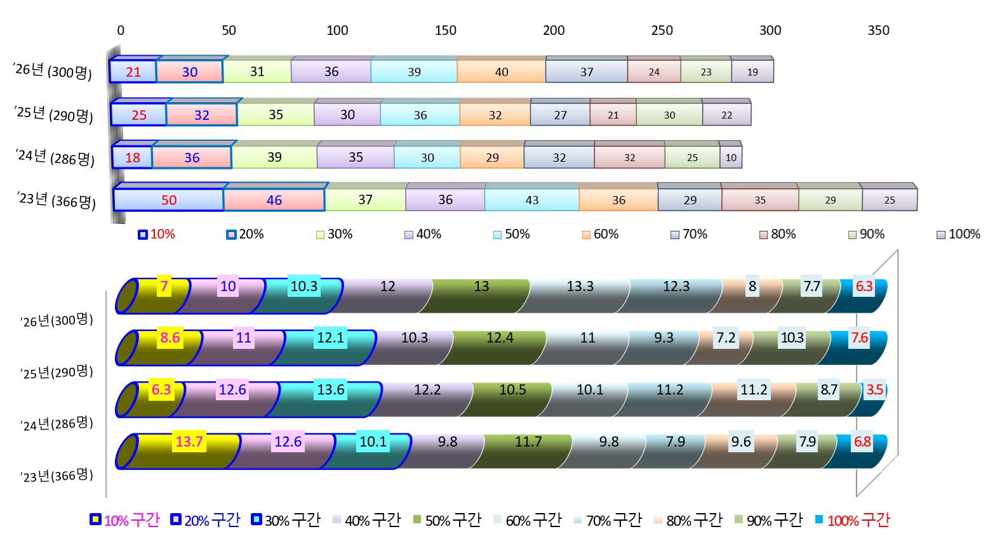 0 50 100 150 200 250 300 350
'26년 (300명) 21 30 31 36 39 40 37 24 23 19
'25년 (290명) 25 32 35 30 36 32 27 21 30 22
'24년 (286명) 18 36 39 35 30 29 32 32 25 10
'23년 (366명) 50 46 37 36 43 36 29 35 29 25
10% 20% 30% 40% 50% 60% 70% 80% 90% 100%
7 10 10.3 12 13 13.3 12.3 8 7.7 6.3
'26년(300명)
8.6 11 12.1 10.3 12.4 11 9.3 7.2 10.3 7.6
'25년(290명)
6.3 12.6 13.6 12.2 10.5 10.1 11.2 11.2 8.7 3.5
'24년(286명)
13.7 12.6 10.1 9.8 11.7 9.8 7.9 9.6 7.9 6.8
'23년(366명)
10% 구간 20% 구간 30% 구간 40% 구간 50% 구간 60% 구간 70% 구간 80% 구간 90% 구간 100% 구간